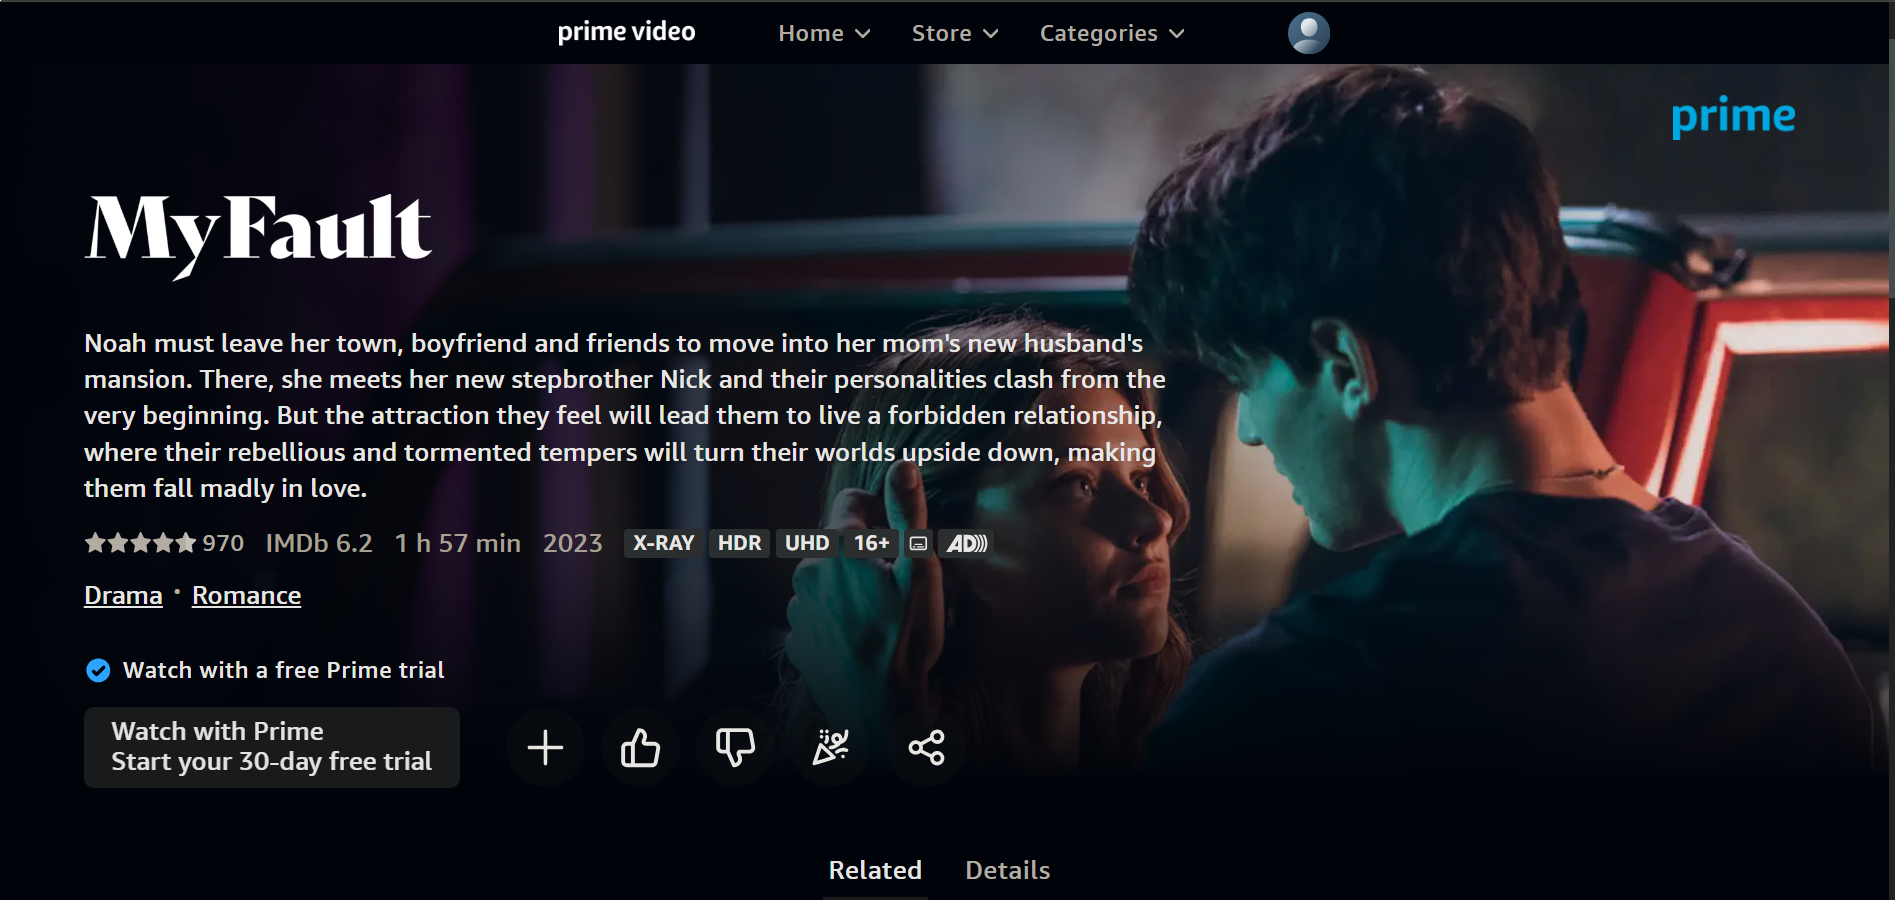 prime video
Home
Store
Categories
prime
My Fault
Noah must leave her town, boyfriend and friends to move into her mom's new husband's
mansion. There, she meets her new stepbrother Nick and their personalities clash from the
very beginning. But the attraction they feel will lead them to live a forbidden relationship,
where their rebellious and tormented tempers will turn their worlds upside down, making
them fall madly in love.
970 IMDb 6.2 1 h 57 min 2023 X-RAY HDR UHD 16+ AD)))
Drama · Romance
Watch with a free Prime trial
Watch with Prime
Start your 30-day free trial
Related Details